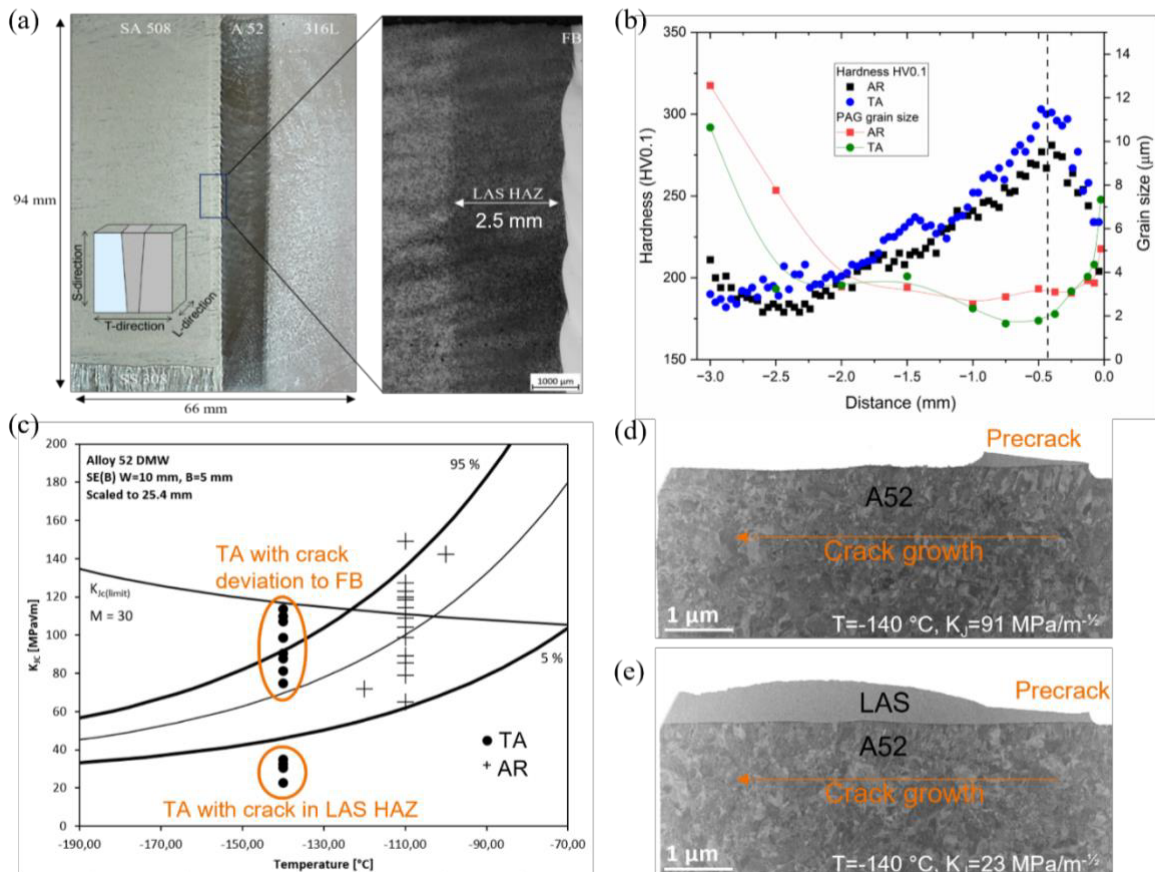 (a)
SA 508 A 52 316L
94 mm
S-direction
T-direction
L-direction
SS 308
66 mm
FB
LAS HAZ
2.5 mm
1000 µm
(b)
Hardness (HV0.1)
350
300
250
200
150
Hardness HV0.1
AR
TA
PAG grain size
AR
TA
14
12
10
8
6
4
2
0
Grain size (µm)
-3.0 -2.5 -2.0 -1.5 -1.0 -0.5 0.0
Distance (mm)
(c)
K_JC [MPa√m]
200
180
160
140
120
100
80
60
40
20
0
Alloy 52 DMW
SE(B) W=10 mm, B=5 mm
Scaled to 25.4 mm
95 %
TA with crack
deviation to FB
K_Jc(limit)
M = 30
5 %
TA
AR
TA with crack in LAS HAZ
-190,00 -170,00 -150,00 -130,00 -110,00 -90,00 -70,00
Temperature [°C]
(d)
Precrack
A52
Crack growth
1 µm
T=-140 °C, K_J=91 MPa/m^-½
(e)
LAS
Precrack
A52
Crack growth
1 µm
T=-140 °C, K_J=23 MPa/m^-½